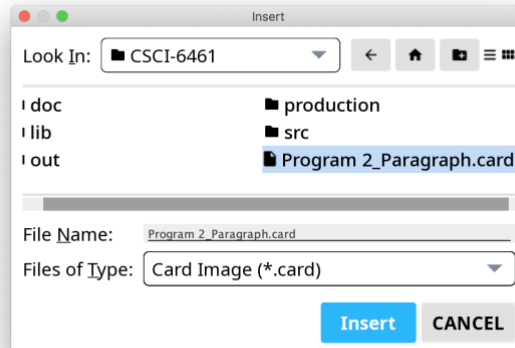 Insert
Look In: CSCI-6461
doc production
lib src
out Program 2_Paragraph.card
File Name: Program 2_Paragraph.card
Files of Type: Card Image (*.card)
Insert CANCEL